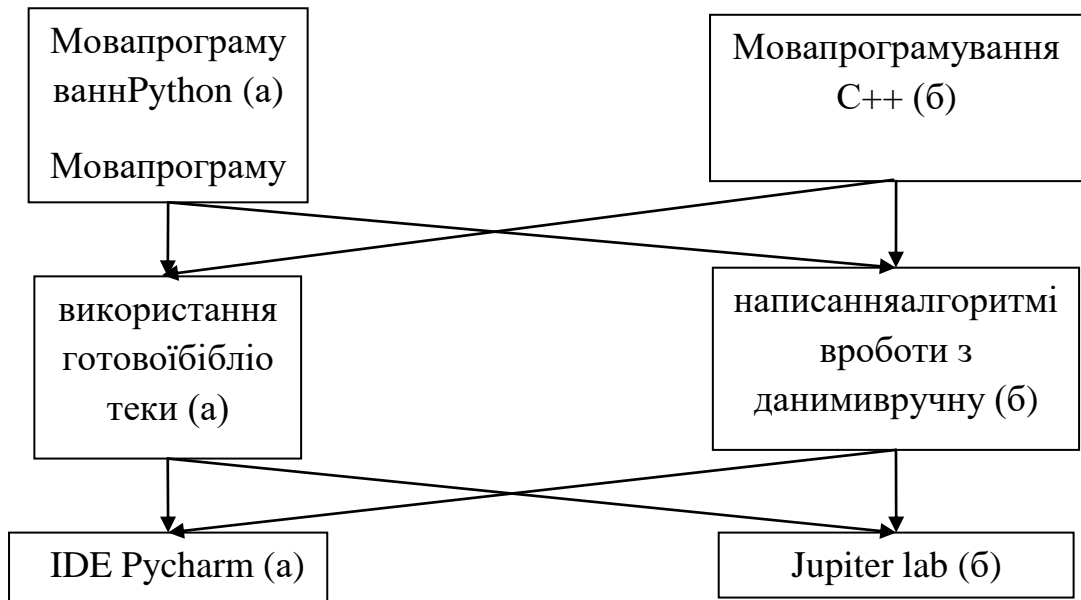 Мовапрограму
ваннPython (а)
Мовапрограму
Мовапрограмування
С++ (б)
використання
готовоїбібліо
теки (а)
написанняалгоритмі
вроботи з
данимивручну (б)
IDE Pycharm (а)
Jupiter lab (б)